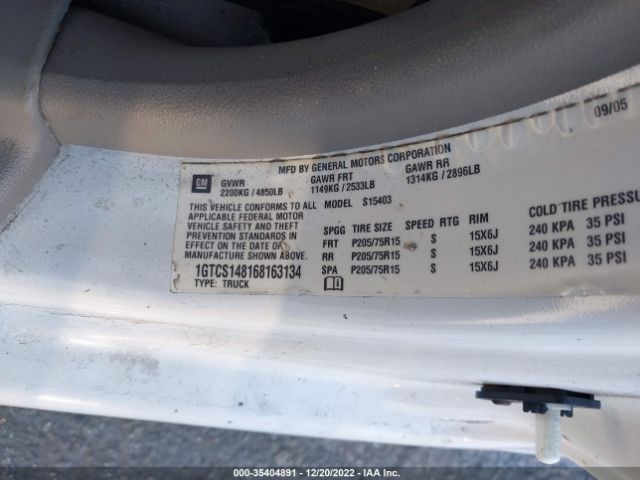 09/05
MFD BY GENERAL MOTORS CORPORATION
GM GVWR GAWR FRT GAWR RR
2200KG / 4850LB 1149KG / 2533LB 1314KG / 2896LB
THIS VEHICLE CONFORMS TO ALL MODEL S15403
APPLICABLE FEDERAL MOTOR
VEHICLE SAFETY AND THEFT
PREVENTION STANDARDS IN
EFFECT ON THE DATE OF
MANUFACTURE SHOWN ABOVE.
1GTCS148168163134
TYPE: TRUCK
SPGG TIRE SIZE SPEED RTG RIM COLD TIRE PRESSU
FRT P205/75R15 S 15X6J 240 KPA 35 PSI
RR P205/75R15 S 15X6J 240 KPA 35 PSI
SPA P205/75R15 S 15X6J 240 KPA 35 PSI
000-35404891 - 12/20/2022 - IAA Inc.